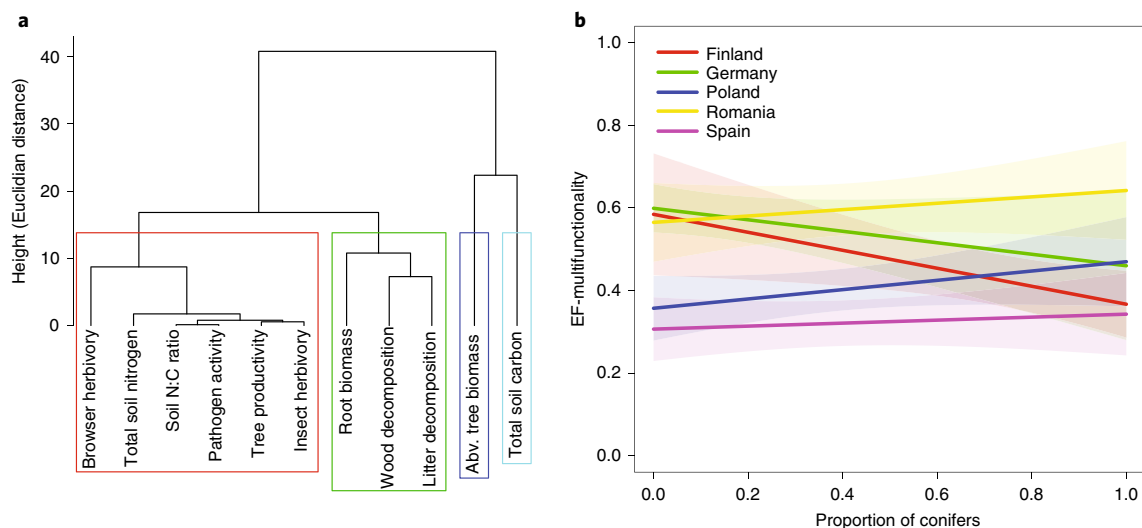 a
Height (Euclidian distance)
40
30
20
10
0
Browser herbivory
Total soil nitrogen
Soil N:C ratio
Pathogen activity
Tree productivity
Insect herbivory
Root biomass
Wood decomposition
Litter decomposition
Abv. tree biomass
Total soil carbon
b
EF-multifunctionality
1.0
0.8
0.6
0.4
0.2
0.0
Finland
Germany
Poland
Romania
Spain
0.0 0.2 0.4 0.6 0.8 1.0
Proportion of conifers